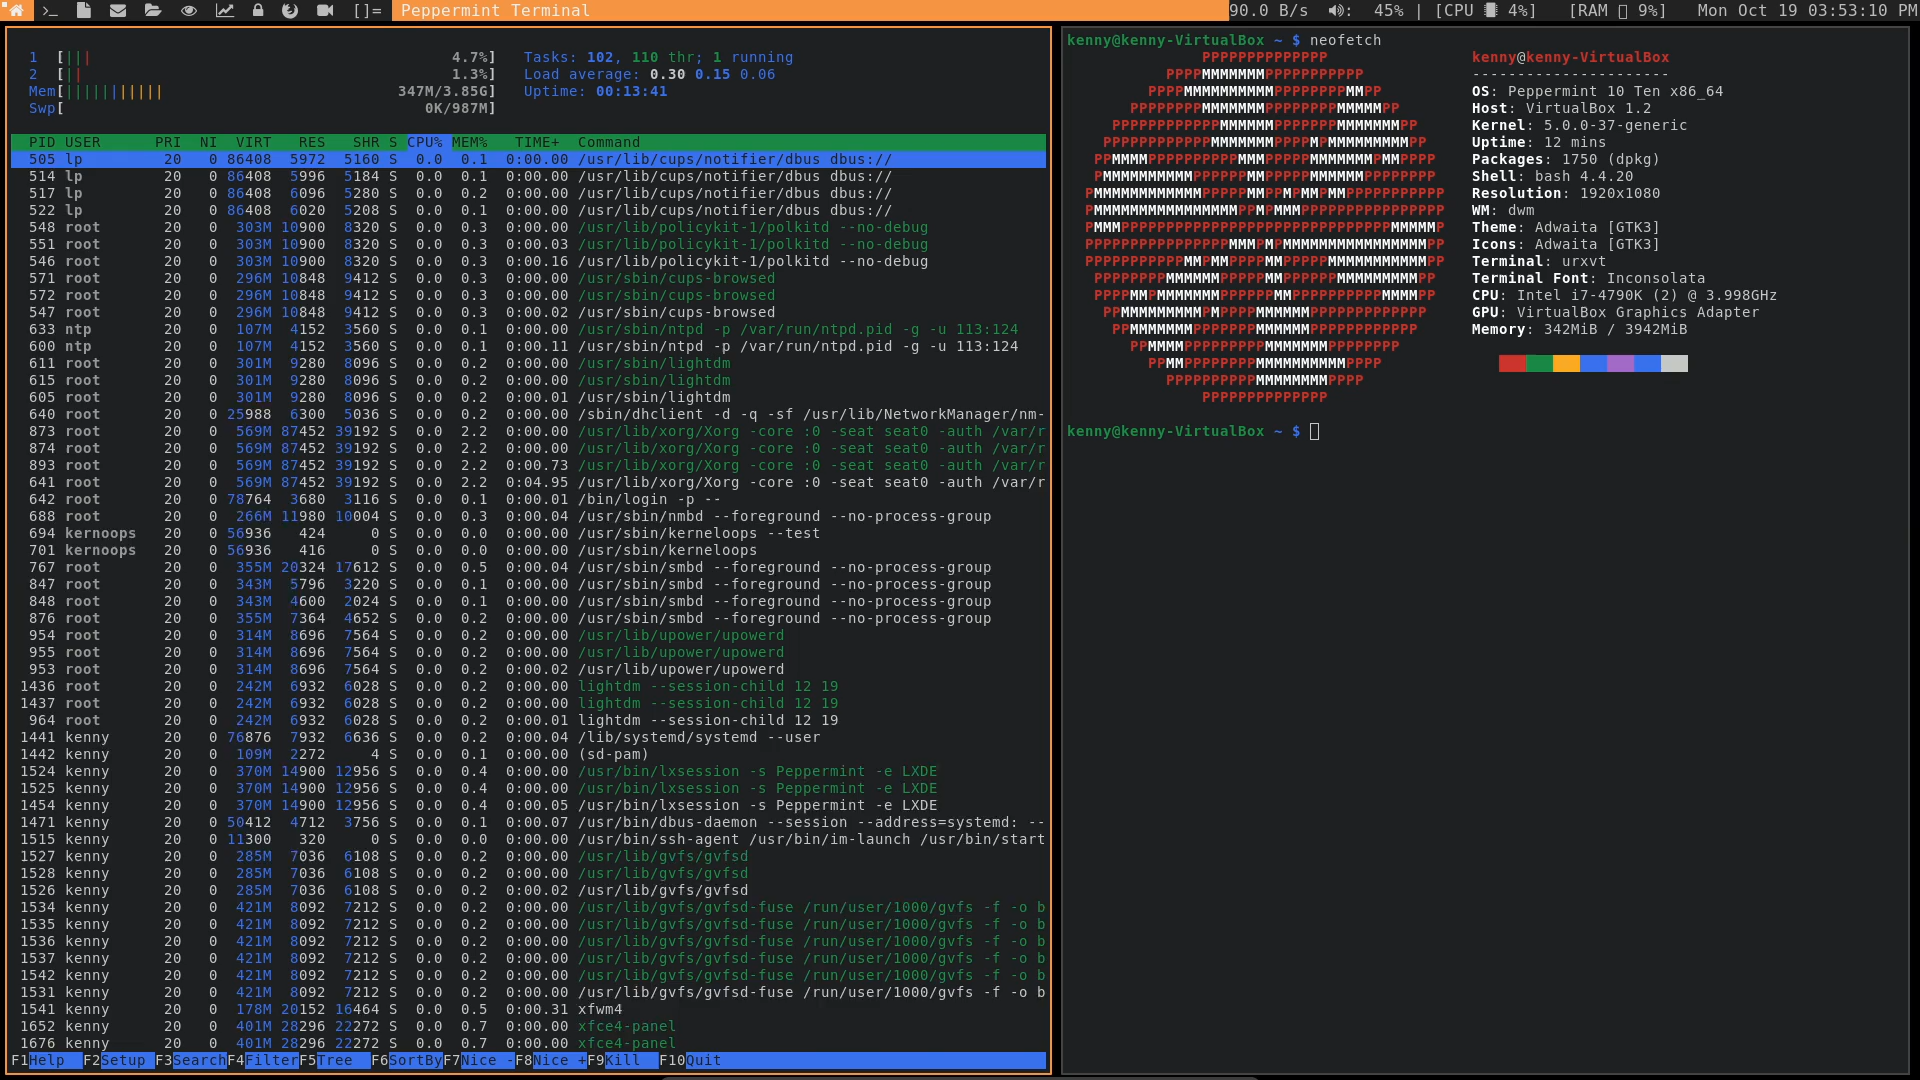 []= Peppermint Terminal 90.0 B/s : 45% | [CPU 4%] [RAM 9%] Mon Oct 19 03:53:10 PM
1 [||| 4.7%] Tasks: 102, 110 thr; 1 running
2 [|| 1.3%] Load average: 0.30 0.15 0.06
Mem[||||||||||| 347M/3.85G] Uptime: 00:13:41
Swp[ 0K/987M]
PID USER PRI NI VIRT RES SHR S CPU% MEM% TIME+ Command
505 lp 20 0 86408 5972 5160 S 0.0 0.1 0:00.00 /usr/lib/cups/notifier/dbus dbus://
514 lp 20 0 86408 5996 5184 S 0.0 0.1 0:00.00 /usr/lib/cups/notifier/dbus dbus://
517 lp 20 0 86408 6096 5280 S 0.0 0.2 0:00.00 /usr/lib/cups/notifier/dbus dbus://
522 lp 20 0 86408 6020 5208 S 0.0 0.1 0:00.00 /usr/lib/cups/notifier/dbus dbus://
548 root 20 0 303M 10900 8320 S 0.0 0.3 0:00.00 /usr/lib/policykit-1/polkitd --no-debug
551 root 20 0 303M 10900 8320 S 0.0 0.3 0:00.03 /usr/lib/policykit-1/polkitd --no-debug
546 root 20 0 303M 10900 8320 S 0.0 0.3 0:00.16 /usr/lib/policykit-1/polkitd --no-debug
571 root 20 0 296M 10848 9412 S 0.0 0.3 0:00.00 /usr/sbin/cups-browsed
572 root 20 0 296M 10848 9412 S 0.0 0.3 0:00.00 /usr/sbin/cups-browsed
547 root 20 0 296M 10848 9412 S 0.0 0.3 0:00.02 /usr/sbin/cups-browsed
633 ntp 20 0 107M 4152 3560 S 0.0 0.1 0:00.00 /usr/sbin/ntpd -p /var/run/ntpd.pid -g -u 113:124
600 ntp 20 0 107M 4152 3560 S 0.0 0.1 0:00.11 /usr/sbin/ntpd -p /var/run/ntpd.pid -g -u 113:124
611 root 20 0 301M 9280 8096 S 0.0 0.2 0:00.00 /usr/sbin/lightdm
615 root 20 0 301M 9280 8096 S 0.0 0.2 0:00.00 /usr/sbin/lightdm
605 root 20 0 301M 9280 8096 S 0.0 0.2 0:00.01 /usr/sbin/lightdm
640 root 20 0 25988 6300 5036 S 0.0 0.2 0:00.00 /sbin/dhclient -d -q -sf /usr/lib/NetworkManager/nm-
873 root 20 0 569M 87452 39192 S 0.0 2.2 0:00.00 /usr/lib/xorg/Xorg -core :0 -seat seat0 -auth /var/r
874 root 20 0 569M 87452 39192 S 0.0 2.2 0:00.00 /usr/lib/xorg/Xorg -core :0 -seat seat0 -auth /var/r
893 root 20 0 569M 87452 39192 S 0.0 2.2 0:00.73 /usr/lib/xorg/Xorg -core :0 -seat seat0 -auth /var/r
641 root 20 0 569M 87452 39192 S 0.0 2.2 0:04.95 /usr/lib/xorg/Xorg -core :0 -seat seat0 -auth /var/r
642 root 20 0 78764 3680 3116 S 0.0 0.1 0:00.01 /bin/login -p --
688 root 20 0 266M 11980 10004 S 0.0 0.3 0:00.04 /usr/sbin/nmbd --foreground --no-process-group
694 kernoops 20 0 56936 424 0 S 0.0 0.0 0:00.00 /usr/sbin/kerneloops --test
701 kernoops 20 0 56936 416 0 S 0.0 0.0 0:00.00 /usr/sbin/kerneloops
767 root 20 0 355M 20324 17612 S 0.0 0.5 0:00.04 /usr/sbin/smbd --foreground --no-process-group
847 root 20 0 343M 5796 3220 S 0.0 0.1 0:00.00 /usr/sbin/smbd --foreground --no-process-group
848 root 20 0 343M 4600 2024 S 0.0 0.1 0:00.00 /usr/sbin/smbd --foreground --no-process-group
876 root 20 0 355M 7364 4652 S 0.0 0.2 0:00.00 /usr/sbin/smbd --foreground --no-process-group
954 root 20 0 314M 8696 7564 S 0.0 0.2 0:00.00 /usr/lib/upower/upowerd
955 root 20 0 314M 8696 7564 S 0.0 0.2 0:00.00 /usr/lib/upower/upowerd
953 root 20 0 314M 8696 7564 S 0.0 0.2 0:00.02 /usr/lib/upower/upowerd
1436 root 20 0 242M 6932 6028 S 0.0 0.2 0:00.00 lightdm --session-child 12 19
1437 root 20 0 242M 6932 6028 S 0.0 0.2 0:00.00 lightdm --session-child 12 19
964 root 20 0 242M 6932 6028 S 0.0 0.2 0:00.01 lightdm --session-child 12 19
1441 kenny 20 0 76876 7932 6636 S 0.0 0.2 0:00.04 /lib/systemd/systemd --user
1442 kenny 20 0 109M 2272 4 S 0.0 0.1 0:00.00 (sd-pam)
1524 kenny 20 0 370M 14900 12956 S 0.0 0.4 0:00.00 /usr/bin/lxsession -s Peppermint -e LXDE
1525 kenny 20 0 370M 14900 12956 S 0.0 0.4 0:00.00 /usr/bin/lxsession -s Peppermint -e LXDE
1454 kenny 20 0 370M 14900 12956 S 0.0 0.4 0:00.05 /usr/bin/lxsession -s Peppermint -e LXDE
1471 kenny 20 0 50412 4712 3756 S 0.0 0.1 0:00.07 /usr/bin/dbus-daemon --session --address=systemd: --
1515 kenny 20 0 11300 320 0 S 0.0 0.0 0:00.00 /usr/bin/ssh-agent /usr/bin/im-launch /usr/bin/start
1527 kenny 20 0 285M 7036 6108 S 0.0 0.2 0:00.00 /usr/lib/gvfs/gvfsd
1528 kenny 20 0 285M 7036 6108 S 0.0 0.2 0:00.00 /usr/lib/gvfs/gvfsd
1526 kenny 20 0 285M 7036 6108 S 0.0 0.2 0:00.02 /usr/lib/gvfs/gvfsd
1534 kenny 20 0 421M 8092 7212 S 0.0 0.2 0:00.00 /usr/lib/gvfs/gvfsd-fuse /run/user/1000/gvfs -f -o b
1535 kenny 20 0 421M 8092 7212 S 0.0 0.2 0:00.00 /usr/lib/gvfs/gvfsd-fuse /run/user/1000/gvfs -f -o b
1536 kenny 20 0 421M 8092 7212 S 0.0 0.2 0:00.00 /usr/lib/gvfs/gvfsd-fuse /run/user/1000/gvfs -f -o b
1537 kenny 20 0 421M 8092 7212 S 0.0 0.2 0:00.00 /usr/lib/gvfs/gvfsd-fuse /run/user/1000/gvfs -f -o b
1542 kenny 20 0 421M 8092 7212 S 0.0 0.2 0:00.00 /usr/lib/gvfs/gvfsd-fuse /run/user/1000/gvfs -f -o b
1531 kenny 20 0 421M 8092 7212 S 0.0 0.2 0:00.00 /usr/lib/gvfs/gvfsd-fuse /run/user/1000/gvfs -f -o b
1541 kenny 20 0 178M 20152 16464 S 0.0 0.5 0:00.31 xfwm4
1652 kenny 20 0 401M 28296 22272 S 0.0 0.7 0:00.00 xfce4-panel
1676 kenny 20 0 401M 28296 22272 S 0.0 0.7 0:00.00 xfce4-panel
F1Help F2Setup F3SearchF4FilterF5Tree F6SortByF7Nice -F8Nice +F9Kill F10Quit
kenny@kenny-VirtualBox ~ $ neofetch
kenny@kenny-VirtualBox
----------------------
OS: Peppermint 10 Ten x86_64
Host: VirtualBox 1.2
Kernel: 5.0.0-37-generic
Uptime: 12 mins
Packages: 1750 (dpkg)
Shell: bash 4.4.20
Resolution: 1920x1080
WM: dwm
Theme: Adwaita [GTK3]
Icons: Adwaita [GTK3]
Terminal: urxvt
Terminal Font: Inconsolata
CPU: Intel i7-4790K (2) @ 3.998GHz
GPU: VirtualBox Graphics Adapter
Memory: 342MiB / 3942MiB
kenny@kenny-VirtualBox ~ $